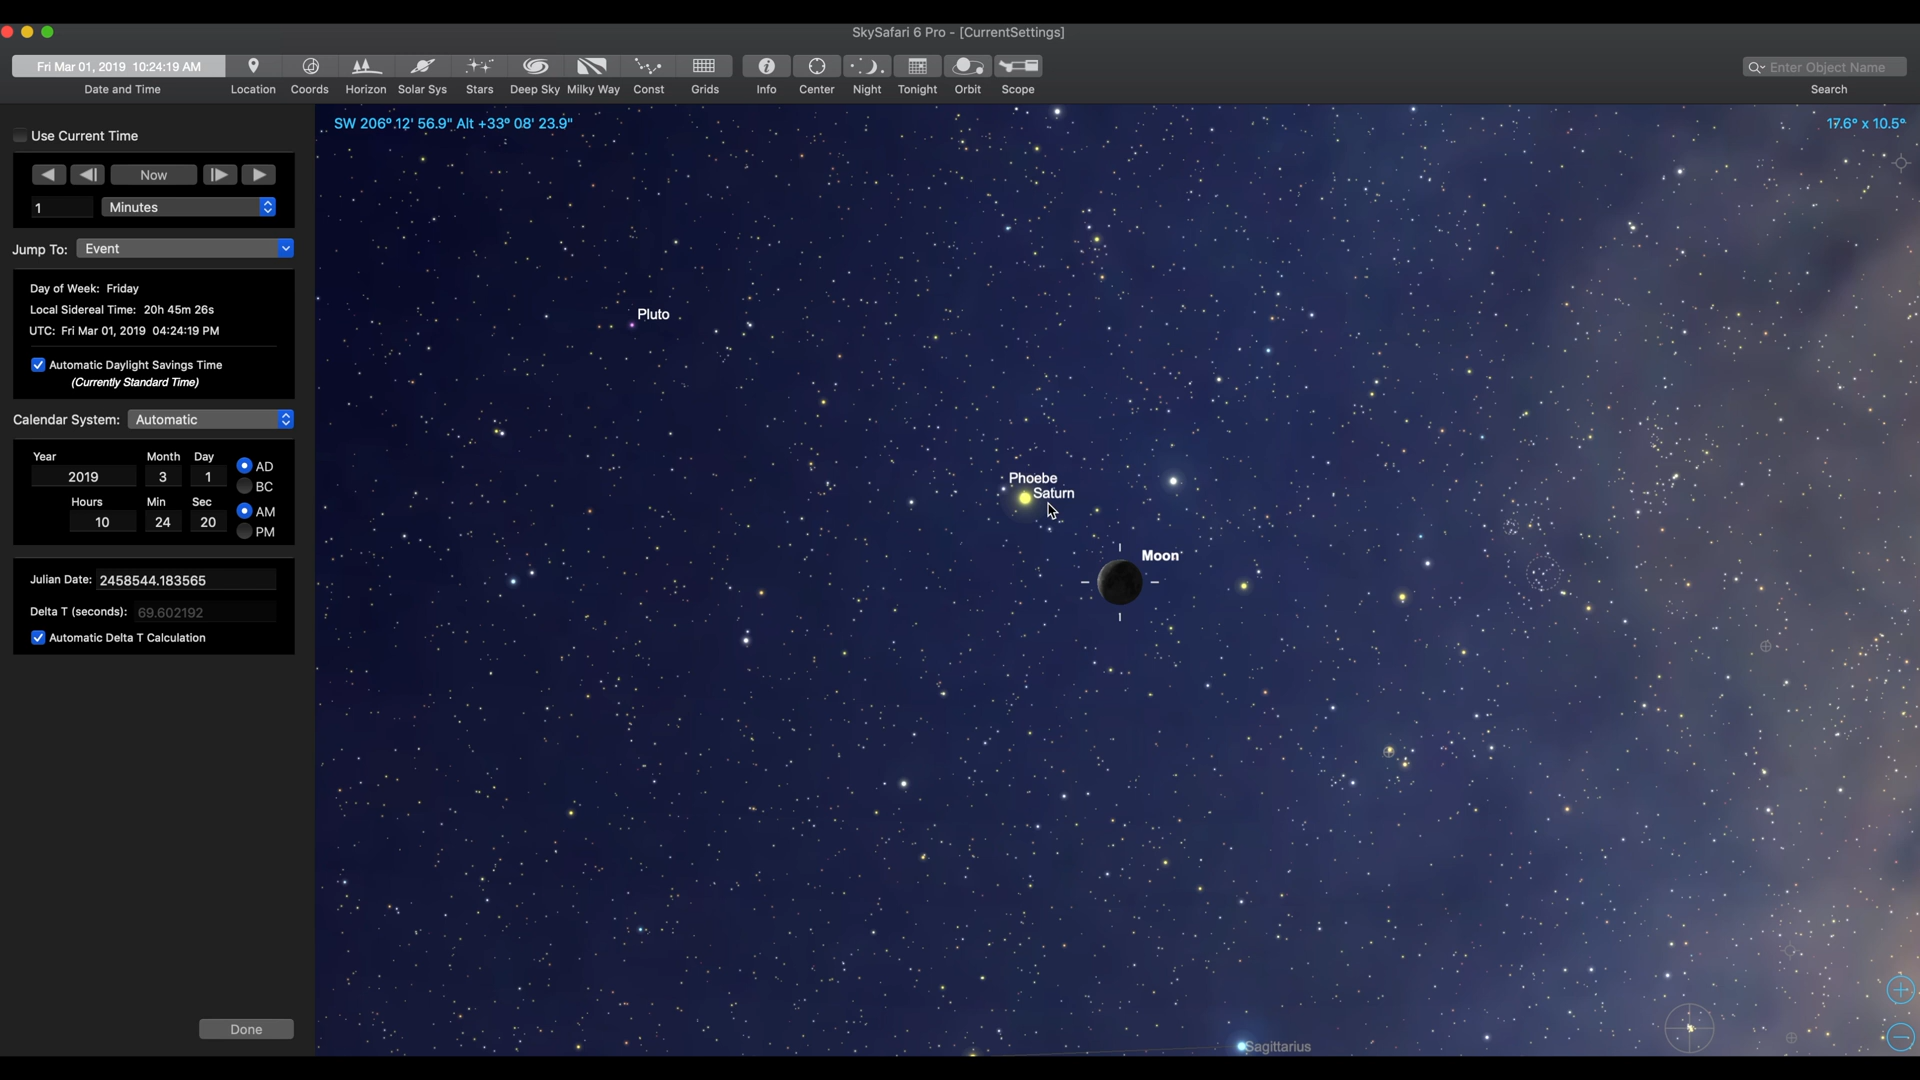 SkySafari 6 Pro - [CurrentSettings]
Fri Mar 01, 2019 10:24:19 AM
Enter Object Name
Date and Time
Location
Coords
Horizon
Solar Sys
Stars
Deep Sky
Milky Way
Const
Grids
Info
Center
Night
Tonight
Orbit
Scope
Search
Use Current Time
Now
1
Minutes
Jump To:
Event
Day of Week: Friday
Local Sidereal Time: 20h 45m 26s
UTC: Fri Mar 01, 2019 04:24:19 PM
Automatic Daylight Savings Time
(Currently Standard Time)
Calendar System:
Automatic
Year
Month
Day
2019
3
1
AD
BC
Hours
Min
Sec
10
24
20
AM
PM
Julian Date: 2458544.183565
Delta T (seconds): 69.602192
Automatic Delta T Calculation
Done
SW 206° 12' 56.9" Alt +33° 08' 23.9"
17.6° x 10.5°
Pluto
Phoebe
Saturn
Moon
Sagittarius